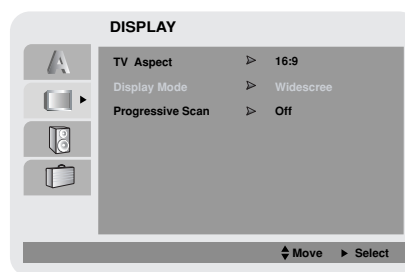 DISPLAY
A
TV Aspect 16:9
Display Mode Widescree
Progressive Scan Off
Move Select